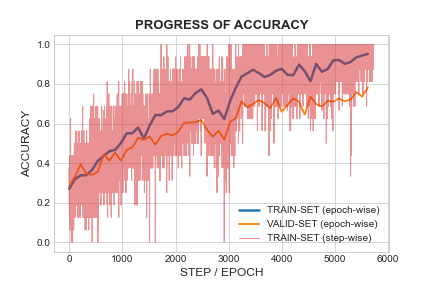 PROGRESS OF ACCURACY
1.0
0.8
0.6
0.4
0.2
0.0
ACCURACY
TRAIN-SET (epoch-wise)
VALID-SET (epoch-wise)
TRAIN-SET (step-wise)
0 1000 2000 3000 4000 5000 6000
STEP / EPOCH